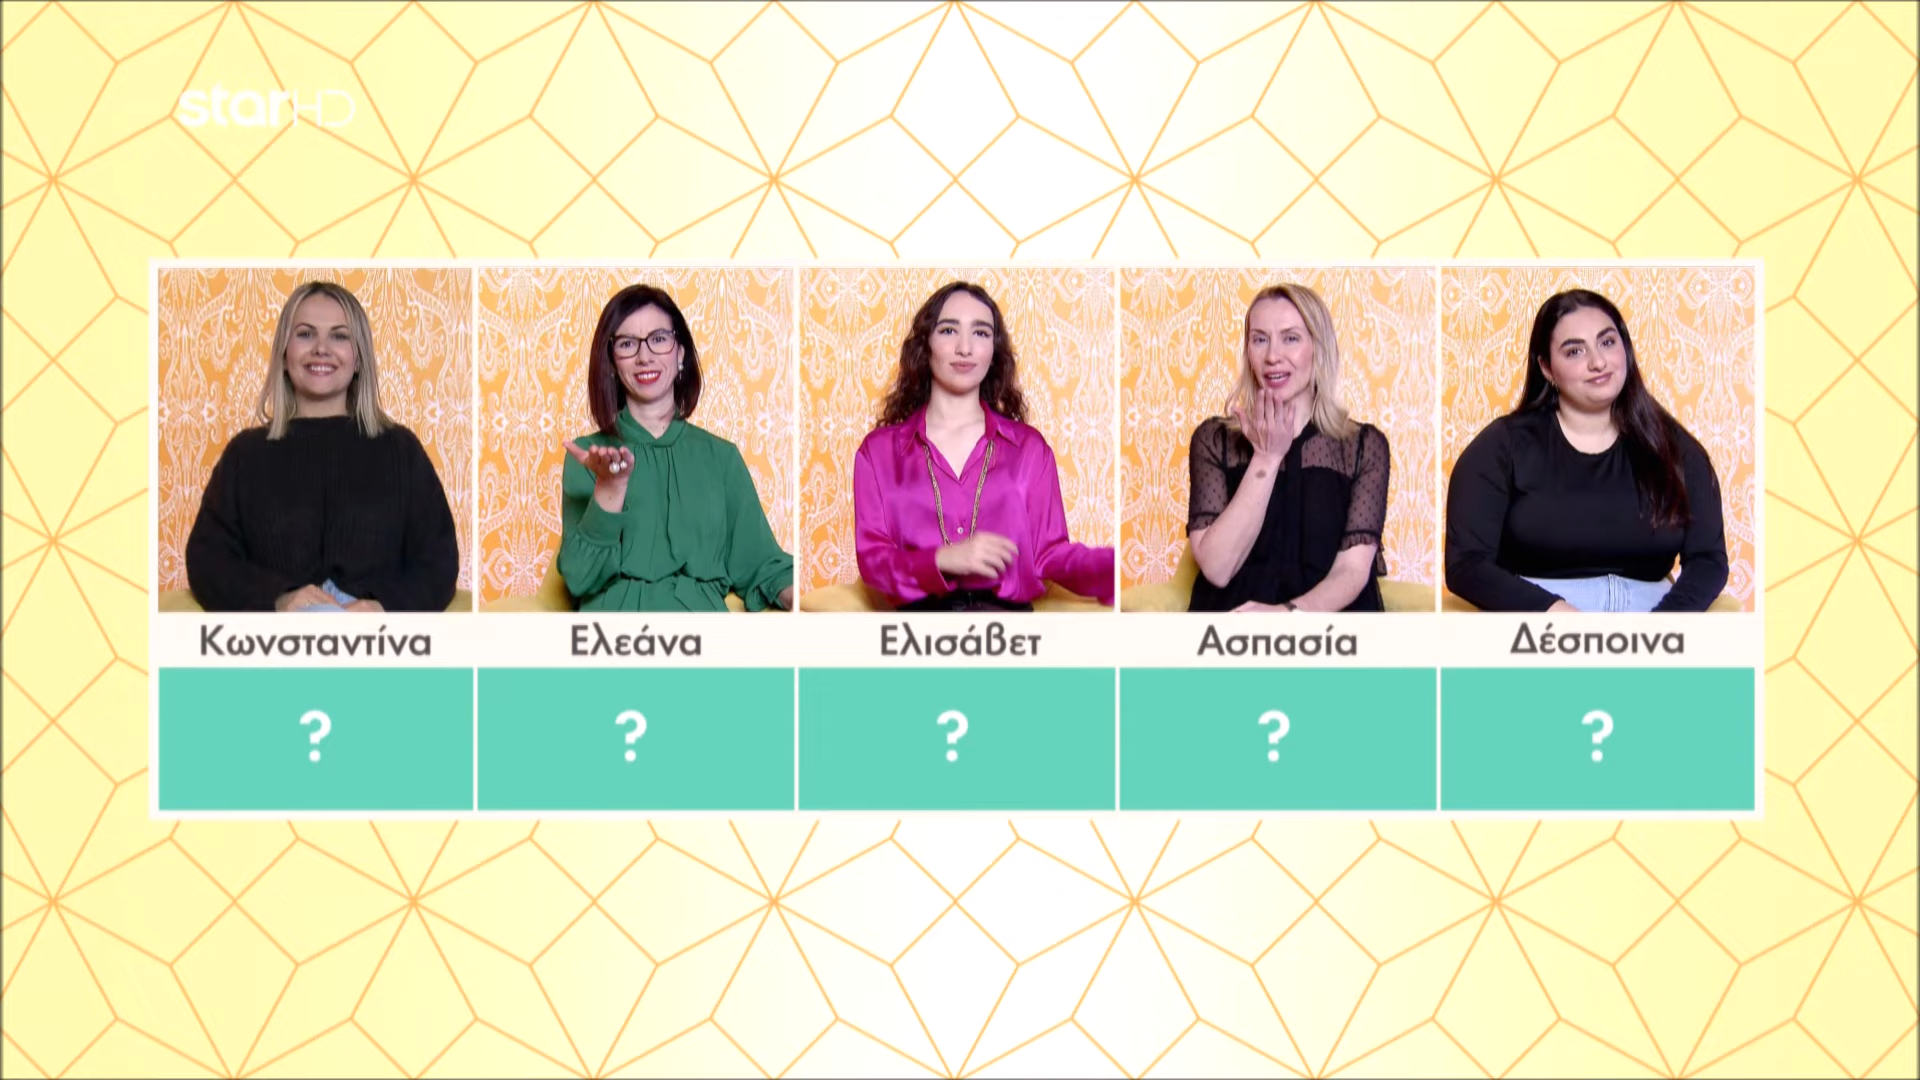 starHD
Κωνσταντίνα
Ελεάνα
Ελισάβετ
Ασπασία
Δέσποινα
? ? ? ? ?